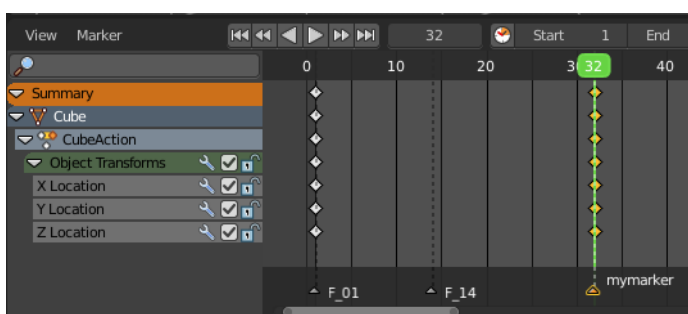 View Marker 32 Start 1 End
0 10 20 3 32 40
Summary
Cube
CubeAction
Object Transforms
X Location
Y Location
Z Location
F_01 F_14 mymarker